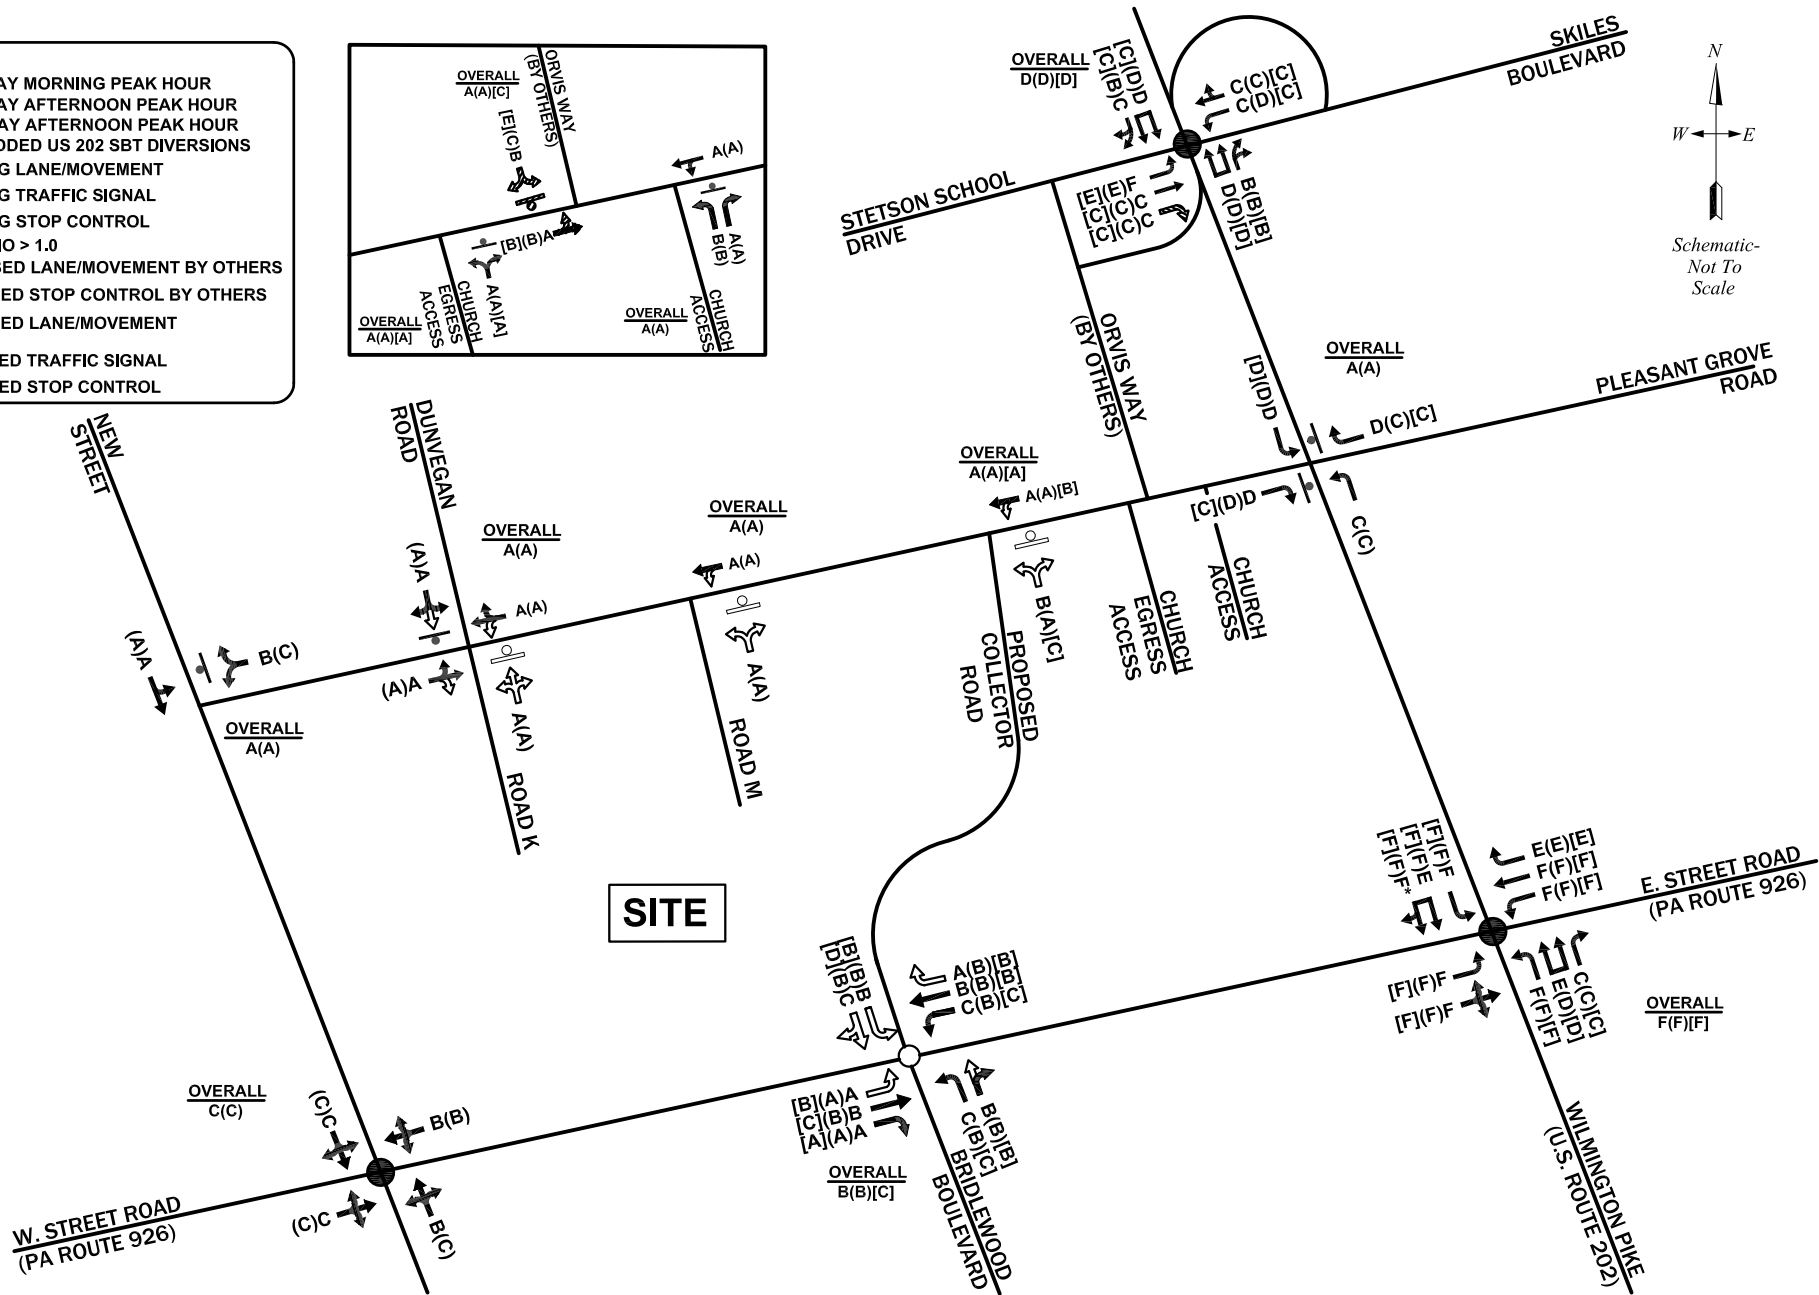 AY MORNING PEAK HOUR
AY AFTERNOON PEAK HOUR
AY AFTERNOON PEAK HOUR
DDED US 202 SBT DIVERSIONS
G LANE/MOVEMENT
G TRAFFIC SIGNAL
G STOP CONTROL
IO > 1.0
SED LANE/MOVEMENT BY OTHERS
ED STOP CONTROL BY OTHERS
ED LANE/MOVEMENT
ED TRAFFIC SIGNAL
ED STOP CONTROL
OVERALL
A(A)[C]
ORVIS WAY
(BY OTHERS)
[E](C)B
A(A)
[B](B)A
A(A)[A]
B(B)
A(A)
OVERALL
A(A)[A]
CHURCH
EGRESS
ACCESS
OVERALL
A(A)
CHURCH
ACCESS
OVERALL
D(D)[D]
[C](D)D
[C](B)C
C(C)[C]
C(D)[C]
SKILES
BOULEVARD
N
W
E
Schematic-
Not To
Scale
STETSON SCHOOL
DRIVE
[E](E)F
[C](C)C
[C](C)C
B(B)[B]
D(D)[D]
ORVIS WAY
(BY OTHERS)
[D](D)D
OVERALL
A(A)
PLEASANT GROVE
ROAD
D(C)[C]
[C](D)D
C(C)
NEW
STREET
DUNVEGAN
ROAD
OVERALL
A(A)
OVERALL
A(A)
OVERALL
A(A)[A]
A(A)[B]
(A)A
A(A)
A(A)
B(A)[C]
CHURCH
EGRESS
ACCESS
CHURCH
ACCESS
(A)A
B(C)
(A)A
A(A)
A(A)
PROPOSED
COLLECTOR
ROAD
OVERALL
A(A)
ROAD K
ROAD M
SITE
[F](F)F
[F](F)E
[F](F)F*
E(E)[E]
F(F)[F]
F(F)[F]
E. STREET ROAD
(PA ROUTE 926)
[F](F)F
[F](F)F
C(C)[C]
E(D)[D]
F(F)[F]
OVERALL
F(F)[F]
[B](B)B
[D](B)C
A(B)[B]
B(B)[B]
C(B)[C]
[B](A)A
[C](B)B
[A](A)A
B(B)[B]
C(B)[C]
OVERALL
B(B)[C]
BRIDLEWOOD
BOULEVARD
WILMINGTON PIKE
(U.S. ROUTE 202)
OVERALL
C(C)
(C)C
B(B)
(C)C
B(C)
W. STREET ROAD
(PA ROUTE 926)